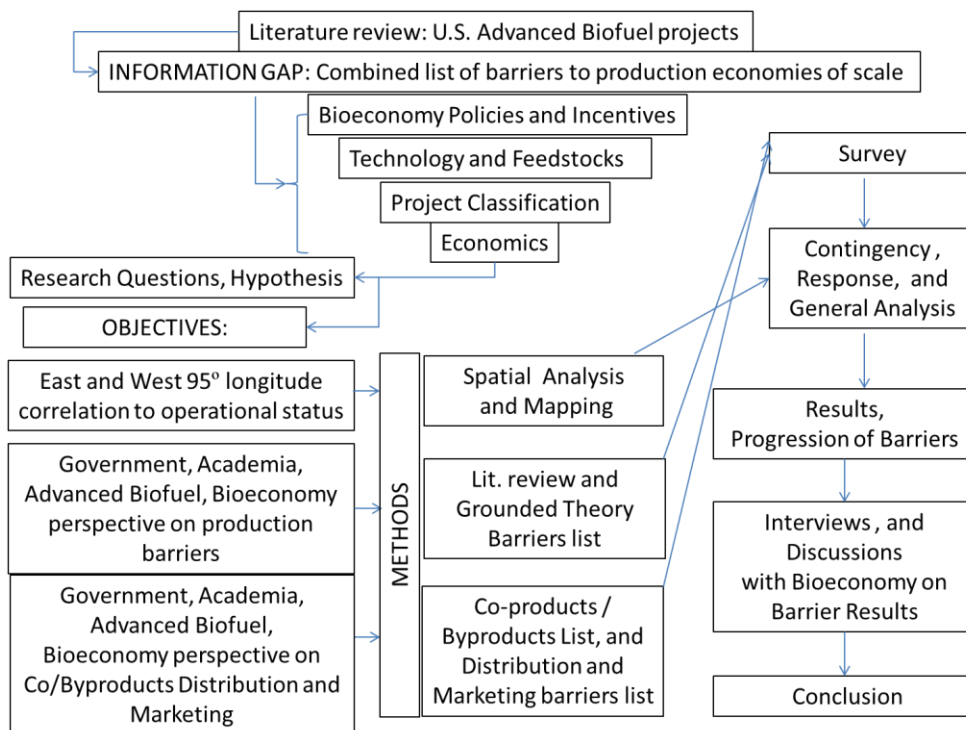 Literature review: U.S. Advanced Biofuel projects
INFORMATION GAP: Combined list of barriers to production economies of scale
Bioeconomy Policies and Incentives
Technology and Feedstocks
Project Classification
Economics
Research Questions, Hypothesis
OBJECTIVES:
East and West 95º longitude
correlation to operational status
Government, Academia,
Advanced Biofuel, Bioeconomy
perspective on production
barriers
Government, Academia,
Advanced Biofuel,
Bioeconomy perspective on
Co/Byproducts Distribution and
Marketing
METHODS
Spatial Analysis
and Mapping
Lit. review and
Grounded Theory
Barriers list
Co-products /
Byproducts List, and
Distribution and
Marketing barriers list
Survey
Contingency ,
Response, and
General Analysis
Results,
Progression of Barriers
Interviews , and
Discussions
with Bioeconomy on
Barrier Results
Conclusion